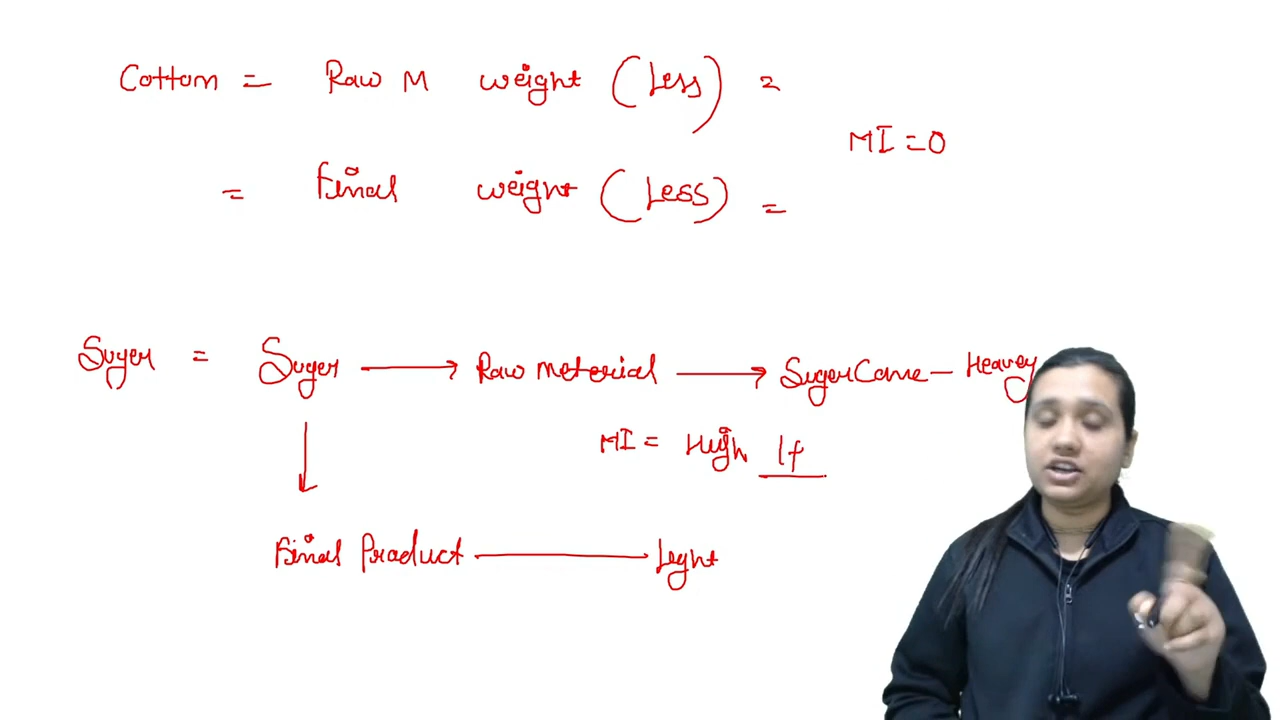 Cottom = Raw M weight (Less) =
MI = 0
= Final weight (Less) =
Suger = Suger → Raw meterial → SugerCane – Heavey
MI = High If
Final Product — Light